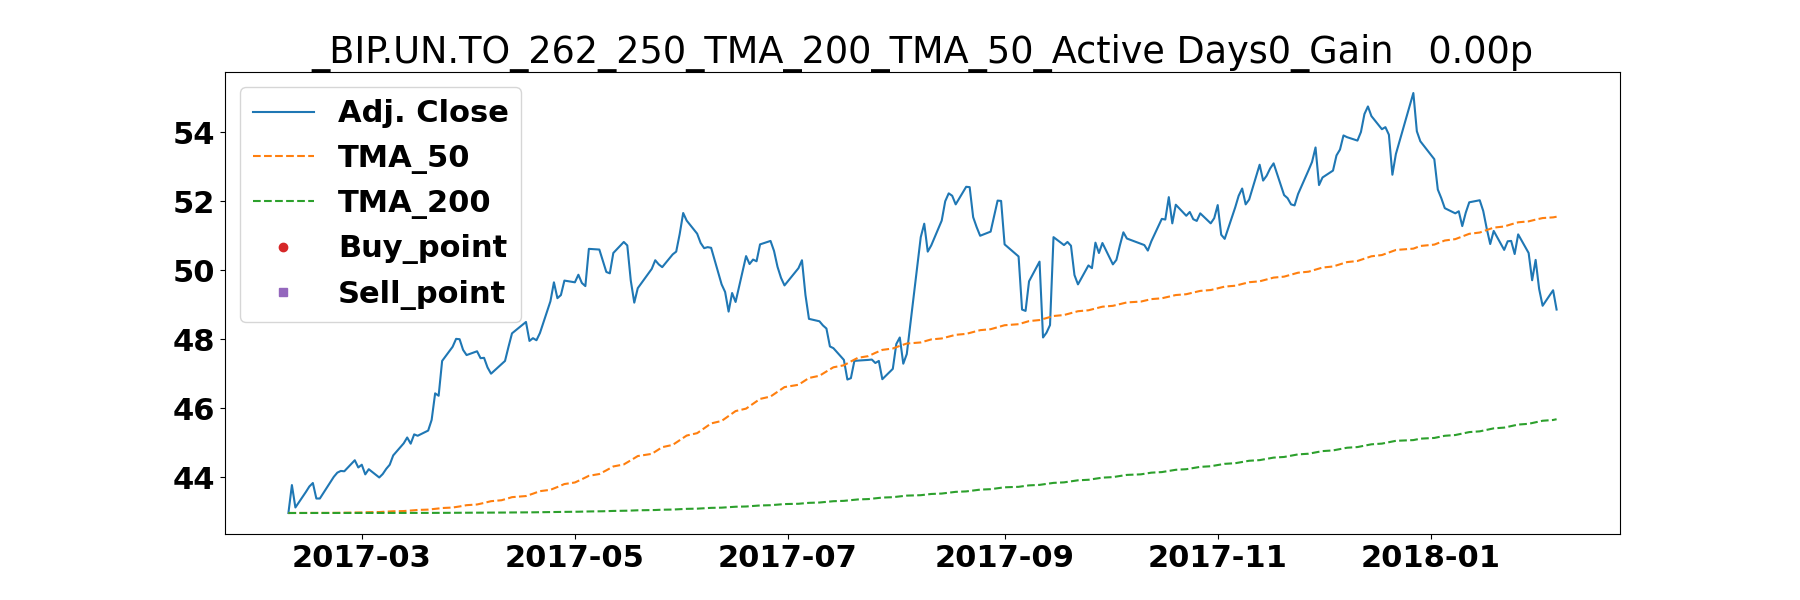 _BIP.UN.TO_262_250_TMA_200_TMA_50_Active Days0_Gain   0.00p
Adj. Close
TMA_50
TMA_200
Buy_point
Sell_point
54
52
50
48
46
44
2017-03 2017-05 2017-07 2017-09 2017-11 2018-01